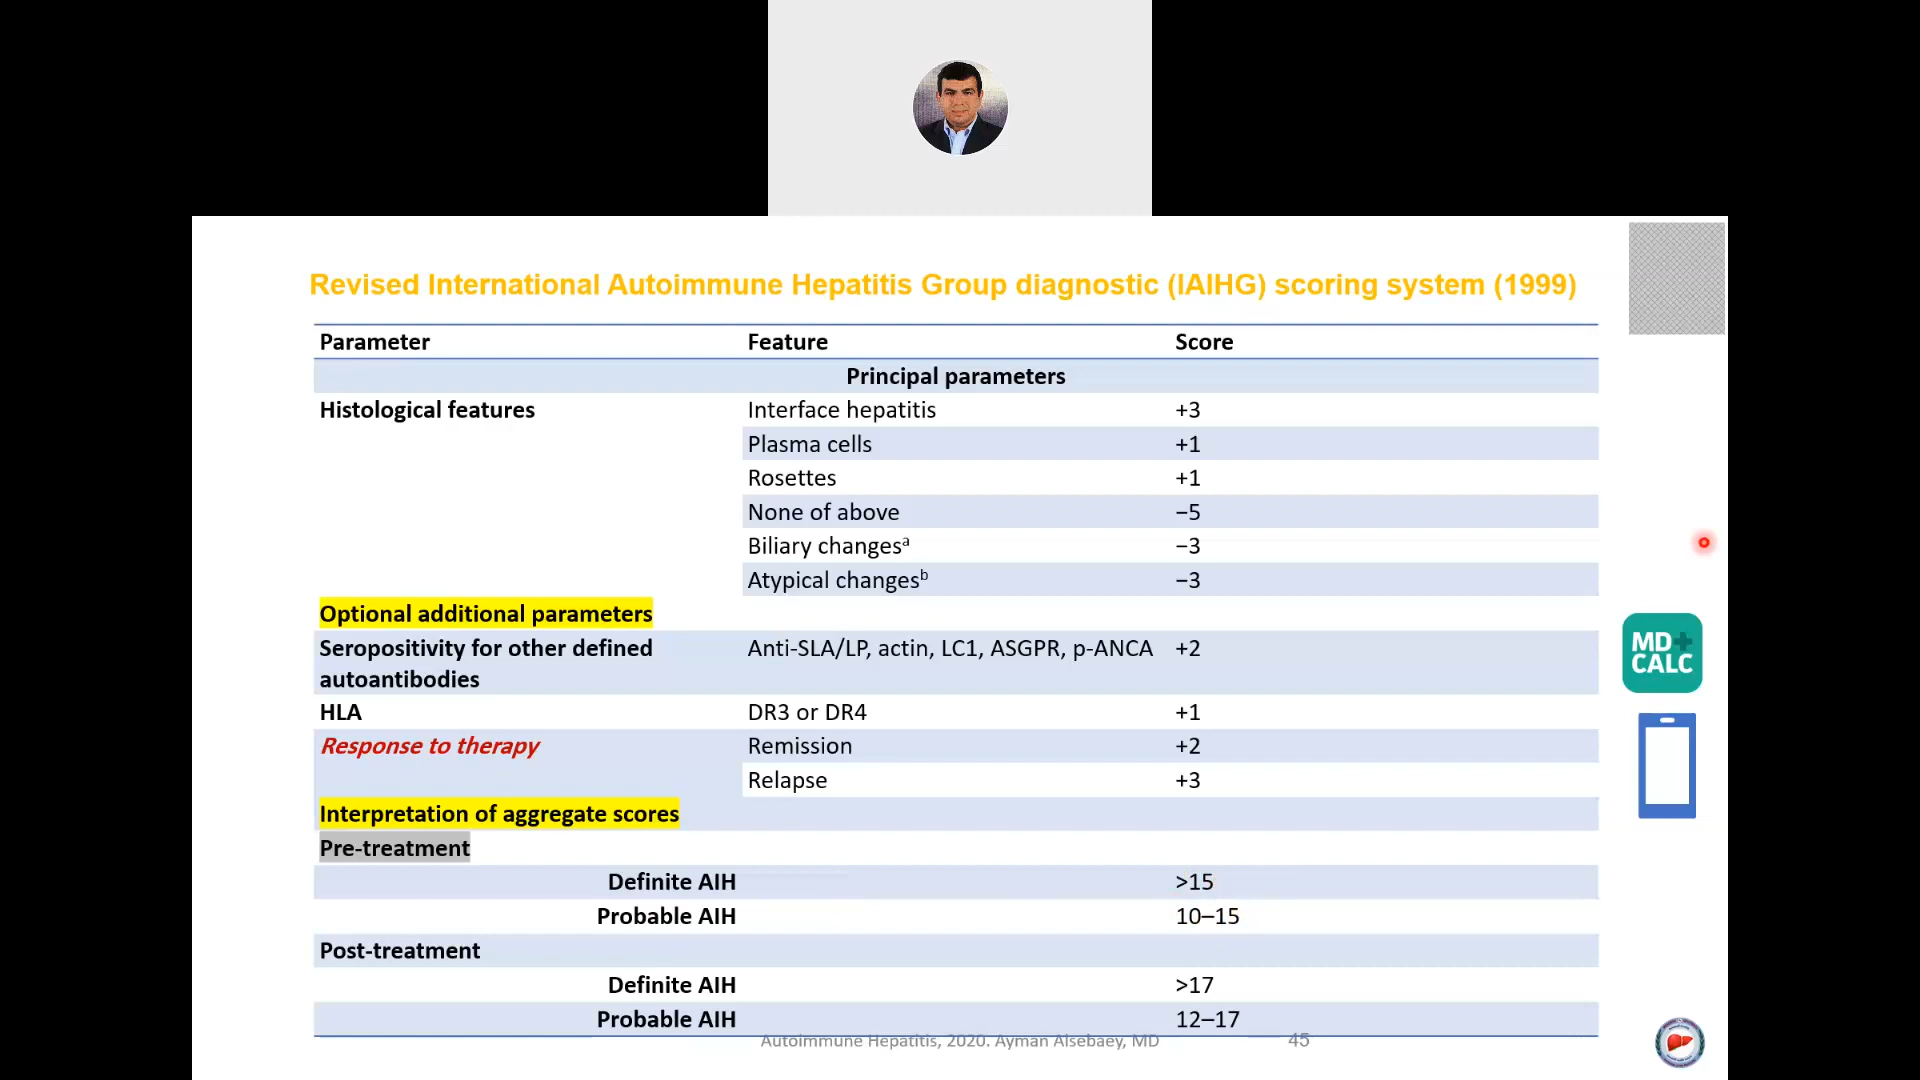 Revised International Autoimmune Hepatitis Group diagnostic (IAIHG) scoring system (1999)
Parameter Feature Score
Principal parameters
Histological features Interface hepatitis +3
Plasma cells +1
Rosettes +1
None of above −5
Biliary changesᵃ −3
Atypical changesᵇ −3
Optional additional parameters
Seropositivity for other defined Anti-SLA/LP, actin, LC1, ASGPR, p-ANCA +2
autoantibodies
HLA DR3 or DR4 +1
Response to therapy Remission +2
Relapse +3
Interpretation of aggregate scores
Pre-treatment
Definite AIH >15
Probable AIH 10–15
Post-treatment
Definite AIH >17
Probable AIH 12–17
Autoimmune Hepatitis, 2020. Ayman Alsebaey, MD 45
MD+
CALC